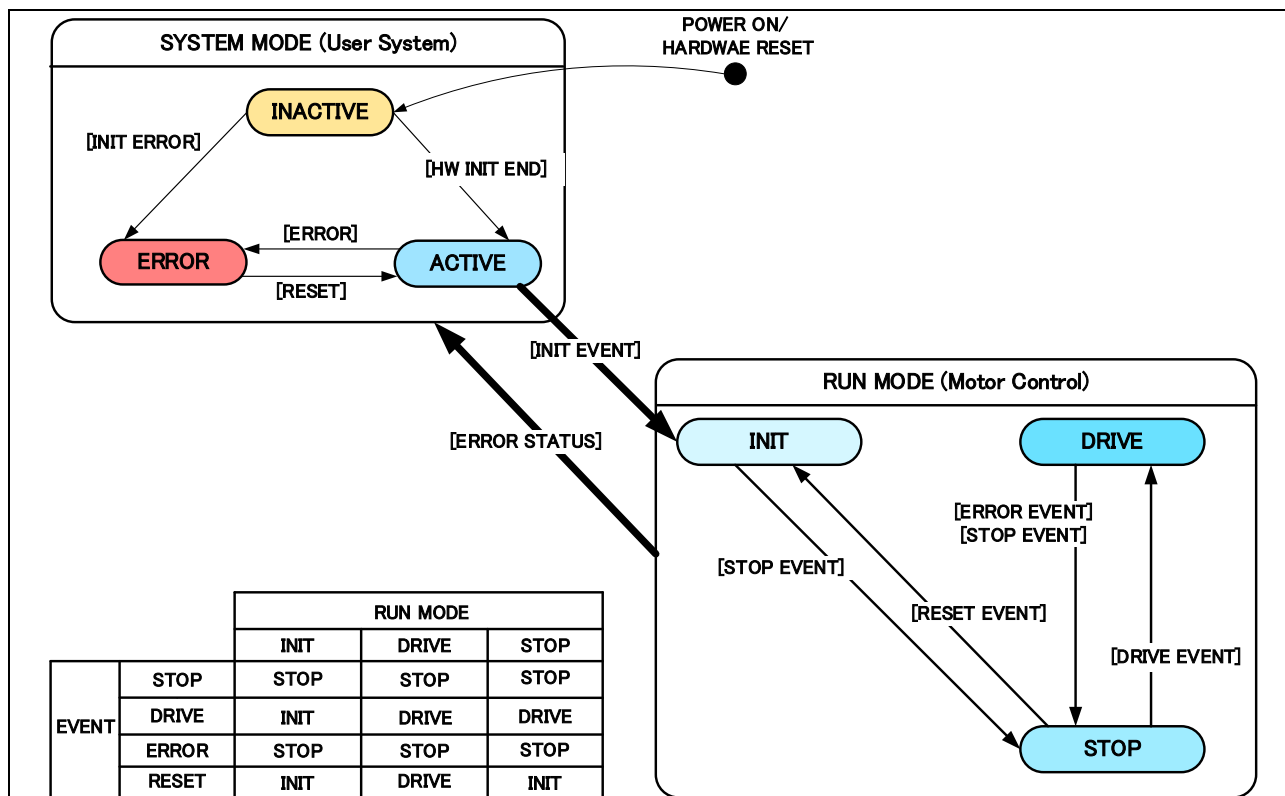 POWER ON/
HARDWAE RESET
SYSTEM MODE (User System)
INACTIVE
[INIT ERROR]
[HW INIT END]
[ERROR]
ERROR
ACTIVE
[RESET]
[INIT EVENT]
[ERROR STATUS]
RUN MODE (Motor Control)
INIT
DRIVE
[ERROR EVENT]
[STOP EVENT]
[STOP EVENT]
[RESET EVENT]
[DRIVE EVENT]
STOP
RUN MODE
INIT DRIVE STOP
EVENT
STOP STOP STOP STOP
DRIVE INIT DRIVE DRIVE
ERROR STOP STOP STOP
RESET INIT DRIVE INIT